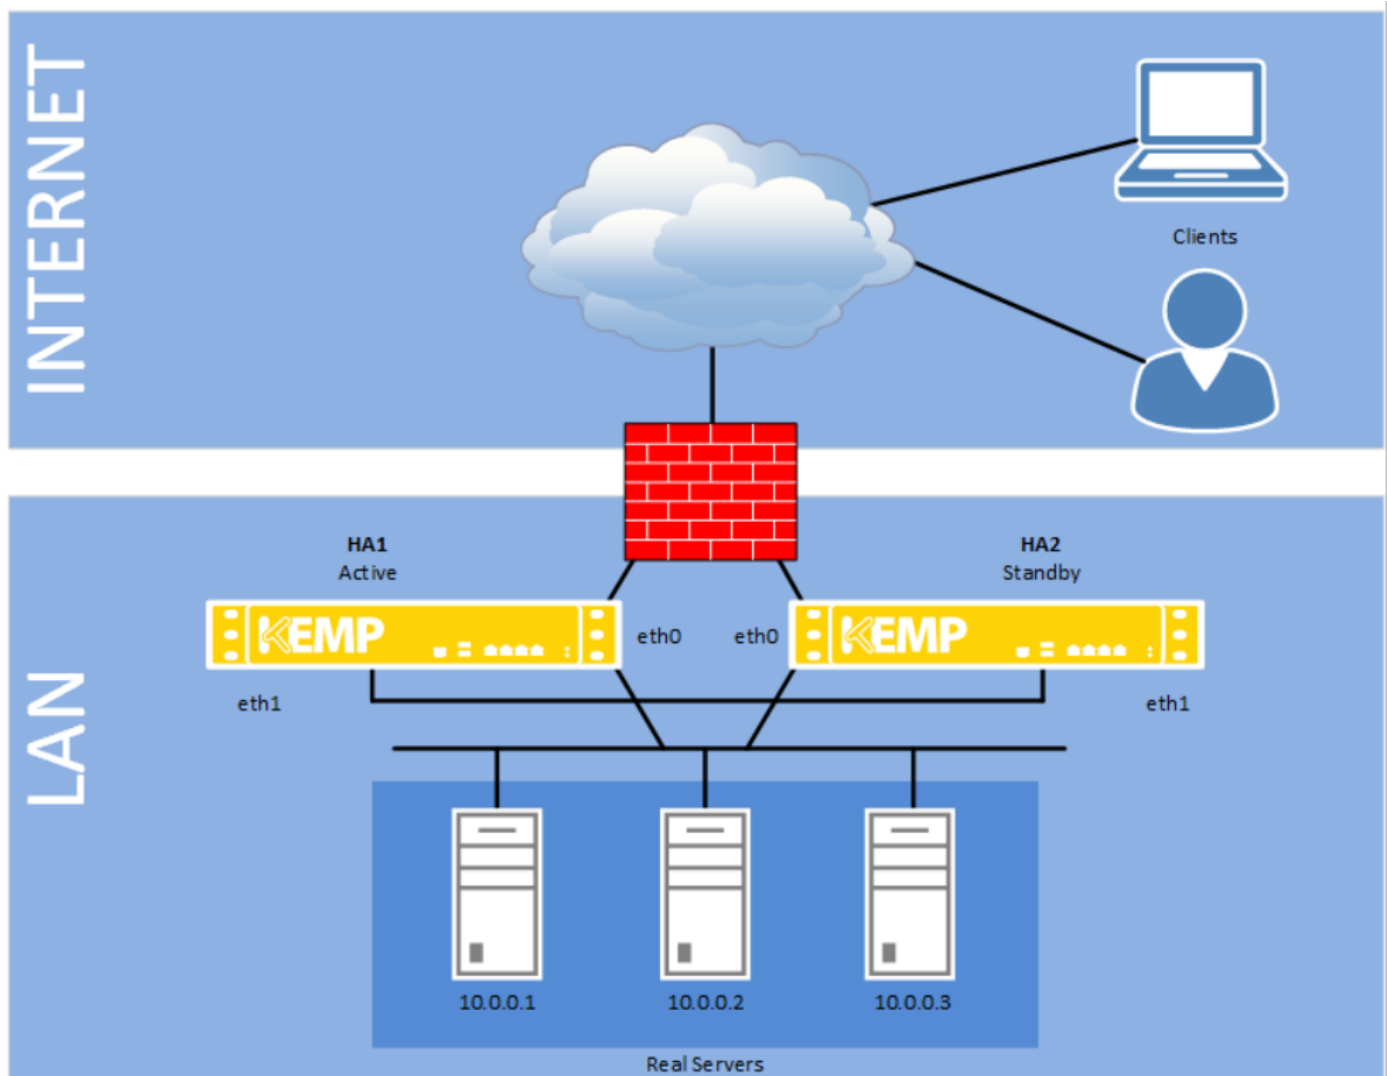 INTERNET
Clients
HA1
Active
HA2
Standby
KEMP
eth0
eth0
KEMP
eth1
eth1
LAN
10.0.0.1
10.0.0.2
10.0.0.3
Real Servers